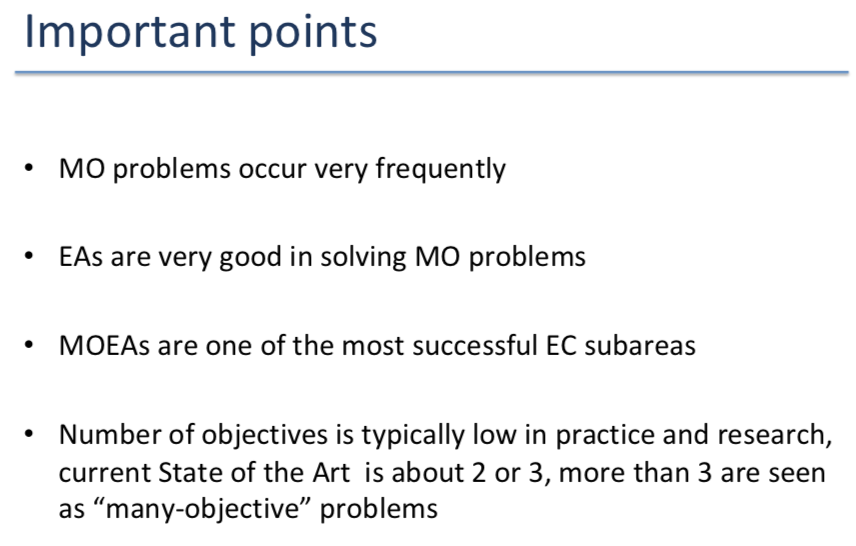 Important points
• MO problems occur very frequently
• EAs are very good in solving MO problems
• MOEAs are one of the most successful EC subareas
• Number of objectives is typically low in practice and research,
current State of the Art  is about 2 or 3, more than 3 are seen
as “many-objective” problems